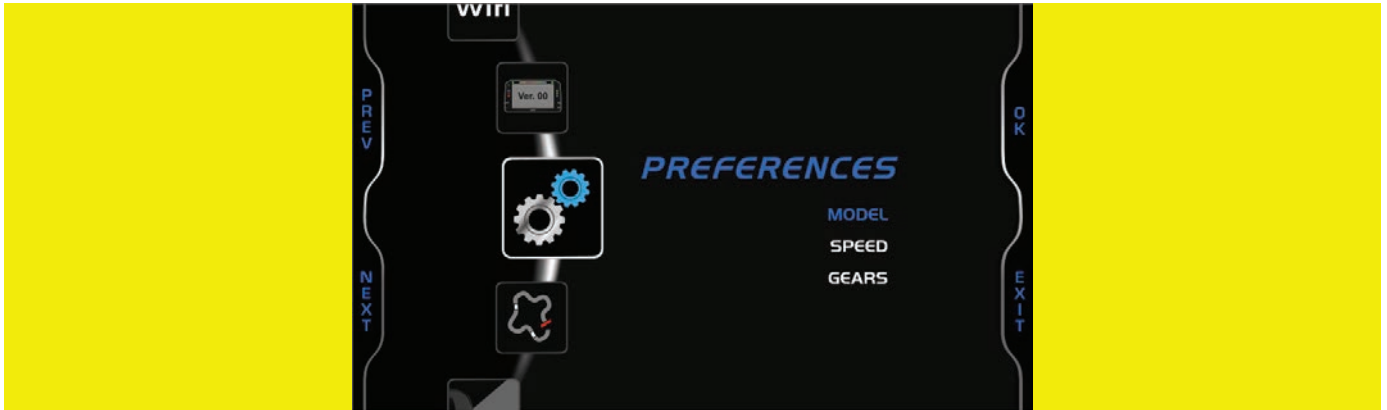 Wifi
Ver. 00
PREV
OK
PREFERENCES
MODEL
SPEED
GEARS
NEXT
EXIT